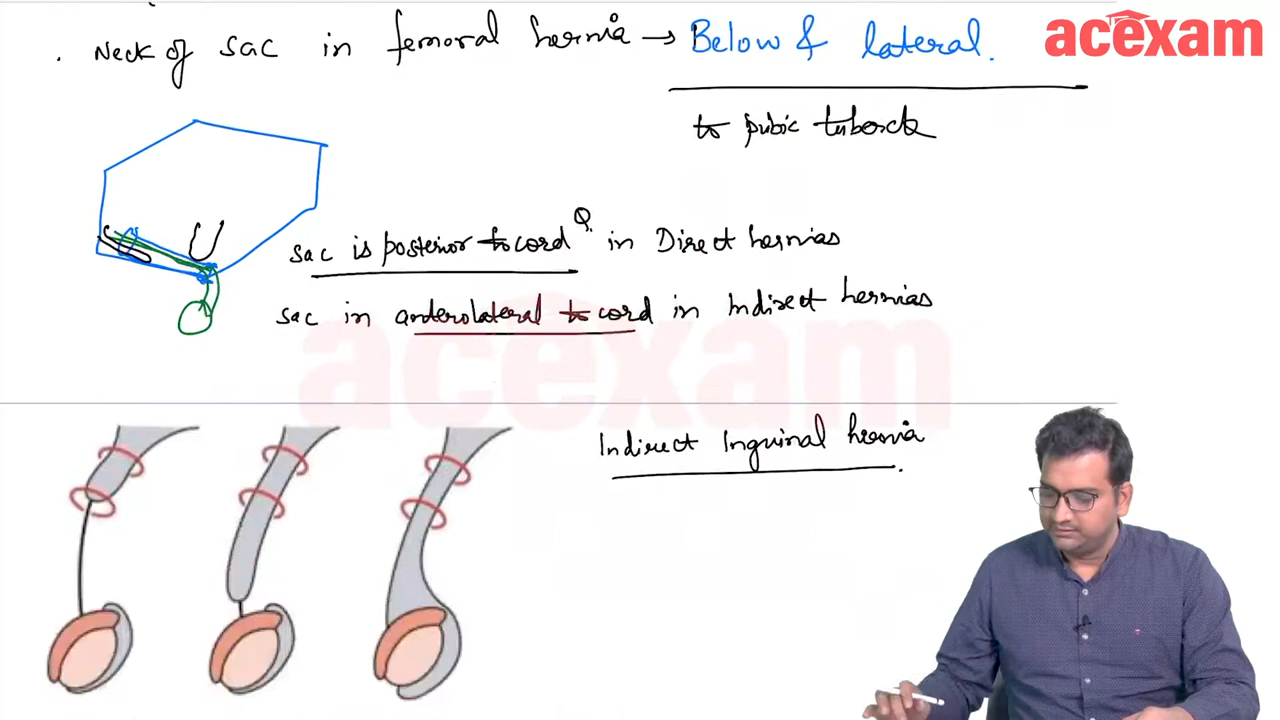 . Neck of sac in femoral hernia → Below & lateral.
acexam
to pubic tubercle
sac is posterior to cord Q. in Direct hernias
sac in anterolateral to cord in Indirect hernias
acexam
Indirect Inguinal hernia.